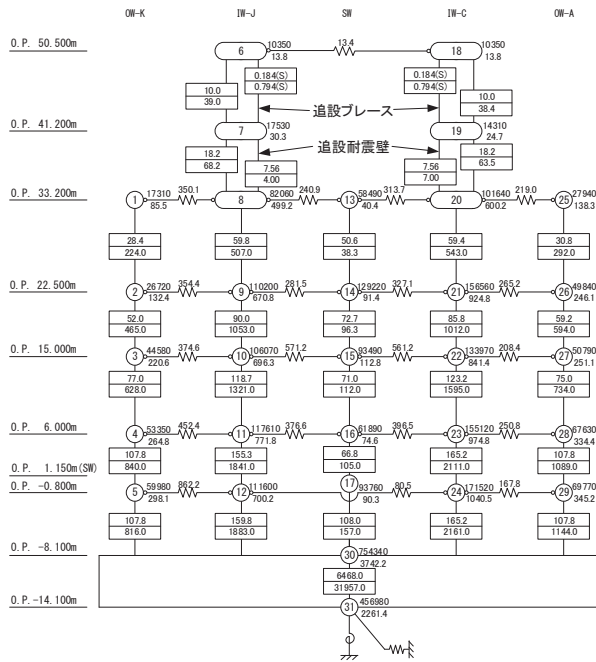 OW-K IW-J SW IW-C OW-A
O.P. 50.500m 6 10350 13.4 18 10350
13.8 13.8
10.0 0.184(S) 0.184(S) 10.0
39.0 0.794(S) 0.794(S) 38.4
追設ブレース
O.P. 41.200m 7 17530 19 14310
30.3 24.7
追設耐震壁
18.2 7.56 7.56 18.2
68.2 4.00 7.00 63.5
O.P. 33.200m 1 17310 350.1 8 82060 240.9 13 58490 313.7 20 101640 219.0 25 27940
85.5 499.2 40.4 600.2 138.3
28.4 59.8 50.6 59.4 30.8
224.0 507.0 38.3 543.0 292.0
O.P. 22.500m 2 26720 354.4 9 110200 281.5 14 129220 327.1 21 156560 265.2 26 49840
132.4 670.8 91.4 924.8 246.1
52.0 90.0 72.7 85.8 59.2
465.0 1053.0 96.3 1012.0 594.0
O.P. 15.000m 3 44580 374.6 10 106070 571.2 15 93490 561.2 22 133970 208.4 27 50790
220.6 696.3 112.8 841.4 251.1
77.0 118.7 71.0 123.2 75.0
628.0 1321.0 112.0 1595.0 734.0
O.P. 6.000m 4 53350 452.4 11 117610 376.6 16 61890 396.5 23 155120 250.8 28 67630
264.8 771.8 74.6 974.8 334.4
107.8 155.3 66.8 165.2 107.8
840.0 1841.0 105.0 2111.0 1089.0
O.P. 1.150m(SW)
O.P. -0.800m 5 59980 862.2 12 111600 17 93760 80.5 24 171520 167.8 29 69770
298.1 700.2 90.3 1040.5 345.2
107.8 159.8 108.0 165.2 107.8
816.0 1883.0 157.0 2161.0 1144.0
O.P. -8.100m 30 754340
3742.2
6468.0
31957.0
O.P.-14.100m 31 456980
2261.4